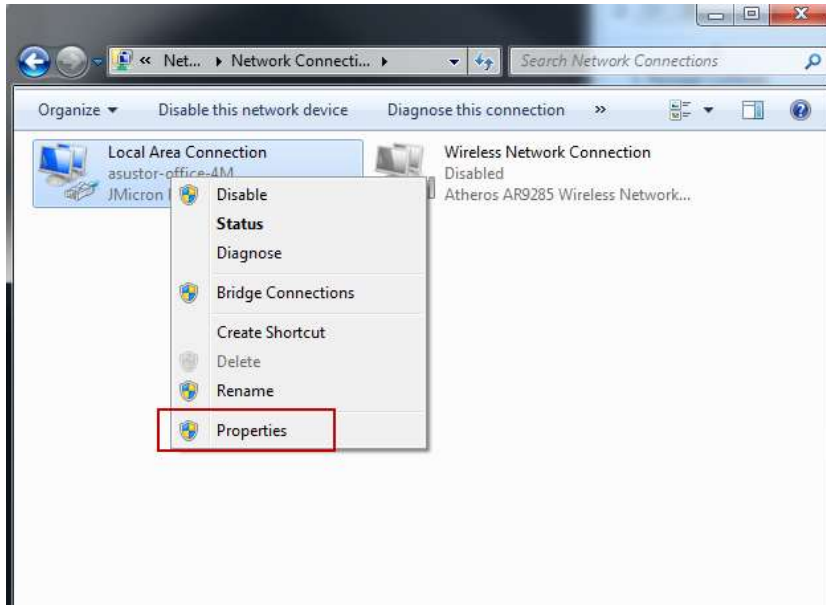 « Net... ▸ Network Connecti... ▸
Search Network Connections
Organize ▾ Disable this network device Diagnose this connection »
Local Area Connection
asustor-office-4M
JMicron
Wireless Network Connection
Disabled
Atheros AR9285 Wireless Network...
Disable
Status
Diagnose
Bridge Connections
Create Shortcut
Delete
Rename
Properties